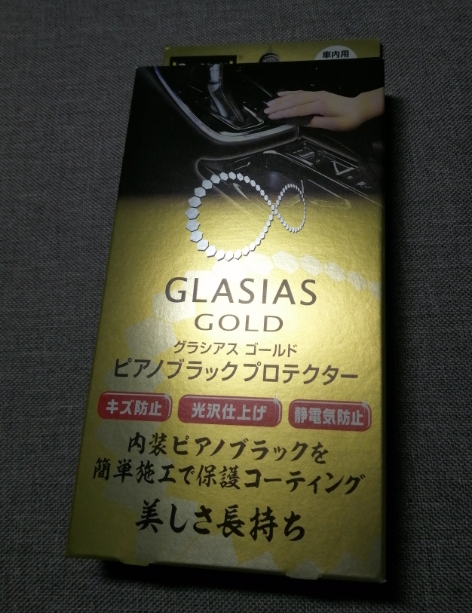 車内用
GLASIAS
GOLD
グラシアス ゴールド
ピアノブラックプロテクター
キズ防止 光沢仕上げ 静電気防止
内装ピアノブラックを
簡単施工で保護コーティング
美しさ長持ち